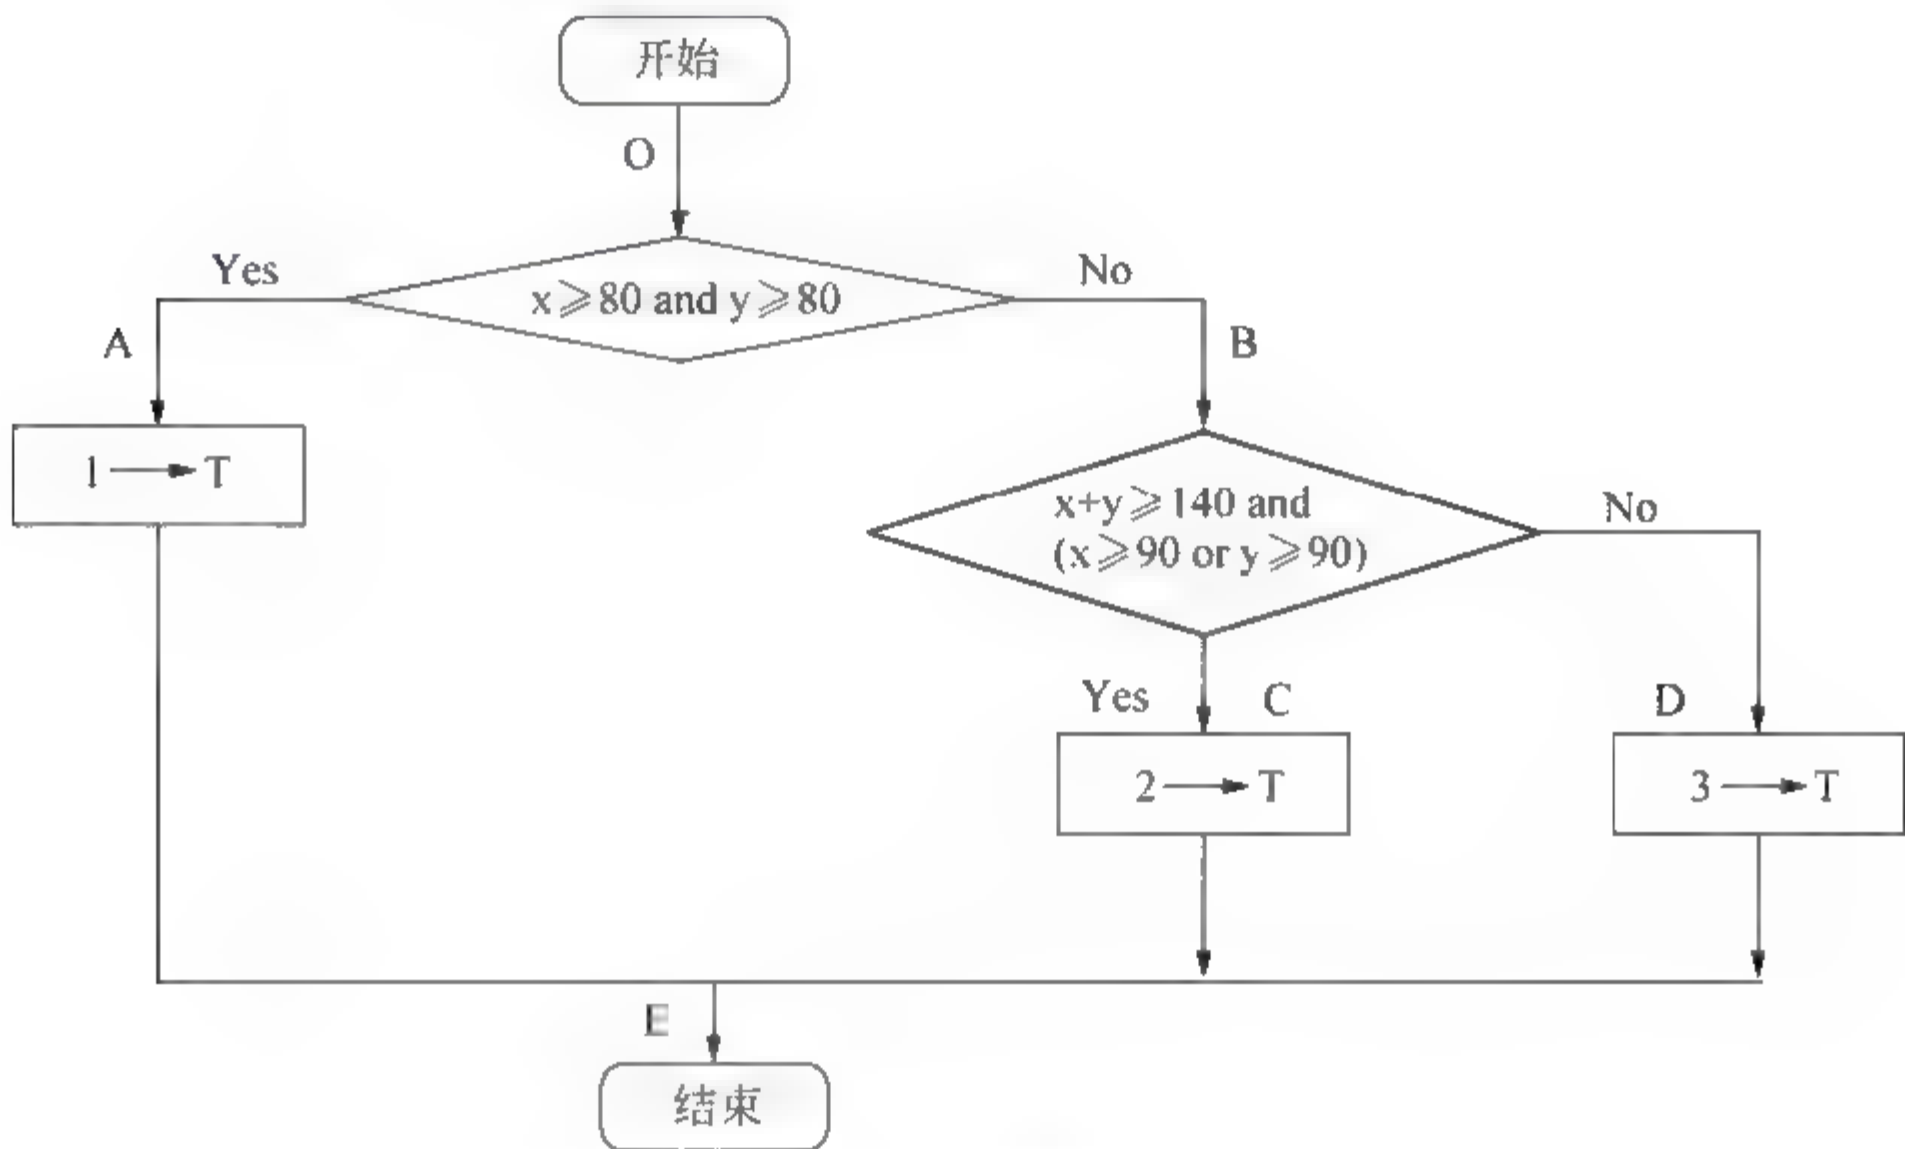 开始
O
Yes
x⩾80 and y⩾80
No
A
B
1 → T
x+y⩾140 and
(x⩾90 or y⩾90)
No
Yes
C
D
2 → T
3 → T
E
结束